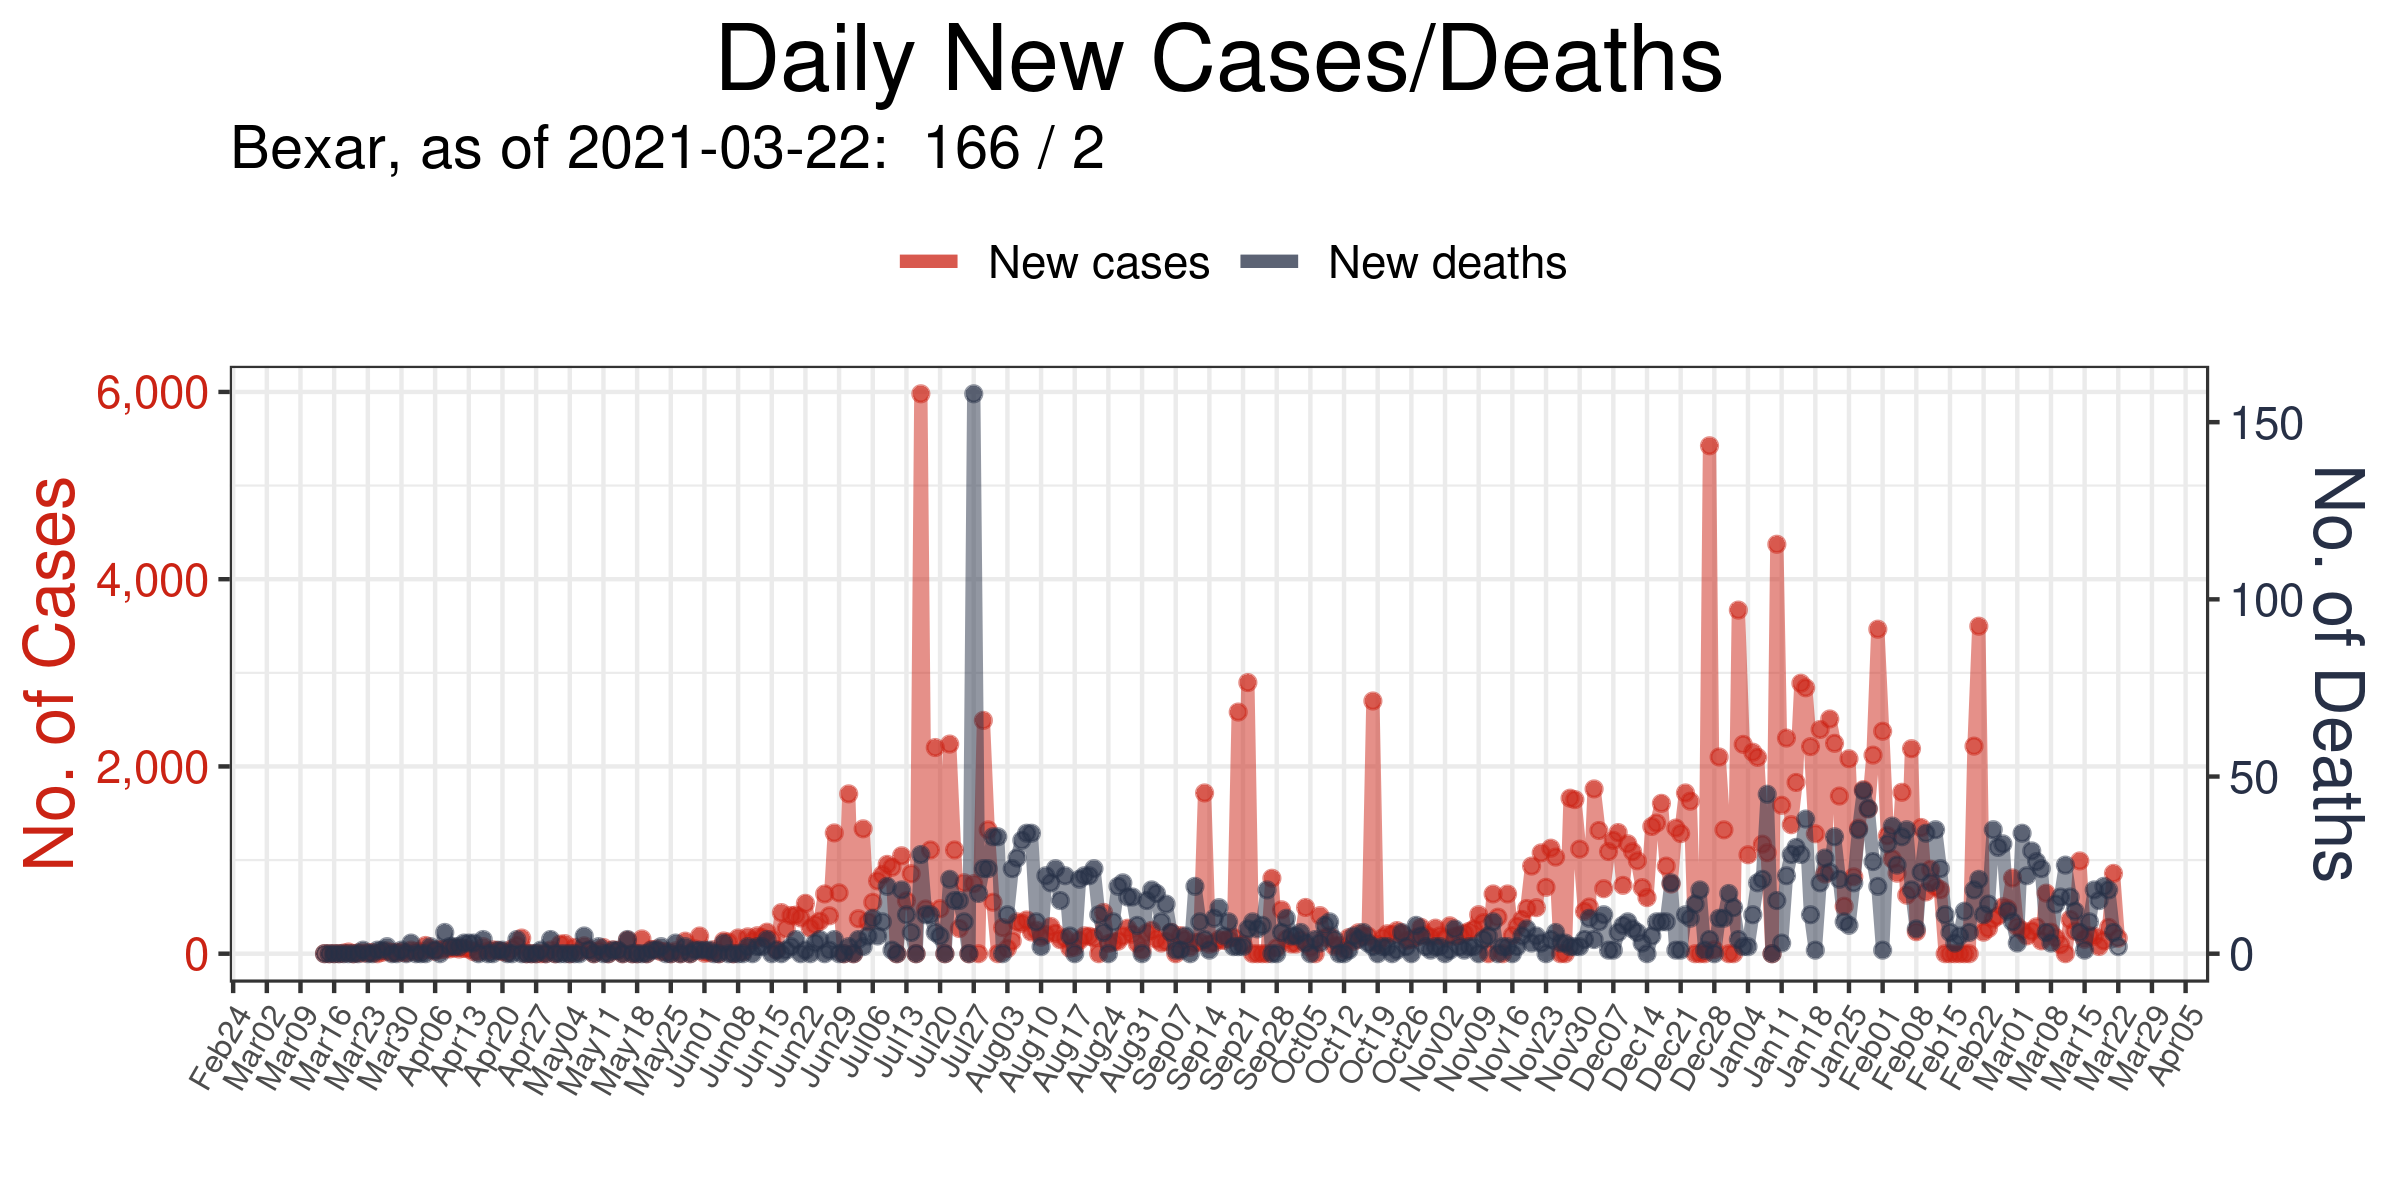 Daily New Cases/Deaths
Bexar, as of 2021-03-22: 166 / 2
New cases New deaths
No. of Cases
6,000
4,000
2,000
0
150
100
50
0
No. of Deaths
Feb24
Mar02
Mar09
Mar16
Mar23
Mar30
Apr06
Apr13
Apr20
Apr27
May04
May11
May18
May25
Jun01
Jun08
Jun15
Jun22
Jun29
Jul06
Jul13
Jul20
Jul27
Aug03
Aug10
Aug17
Aug24
Aug31
Sep07
Sep14
Sep21
Sep28
Oct05
Oct12
Oct19
Oct26
Nov02
Nov09
Nov16
Nov23
Nov30
Dec07
Dec14
Dec21
Dec28
Jan04
Jan11
Jan18
Jan25
Feb01
Feb08
Feb15
Feb22
Mar01
Mar08
Mar15
Mar22
Mar29
Apr05